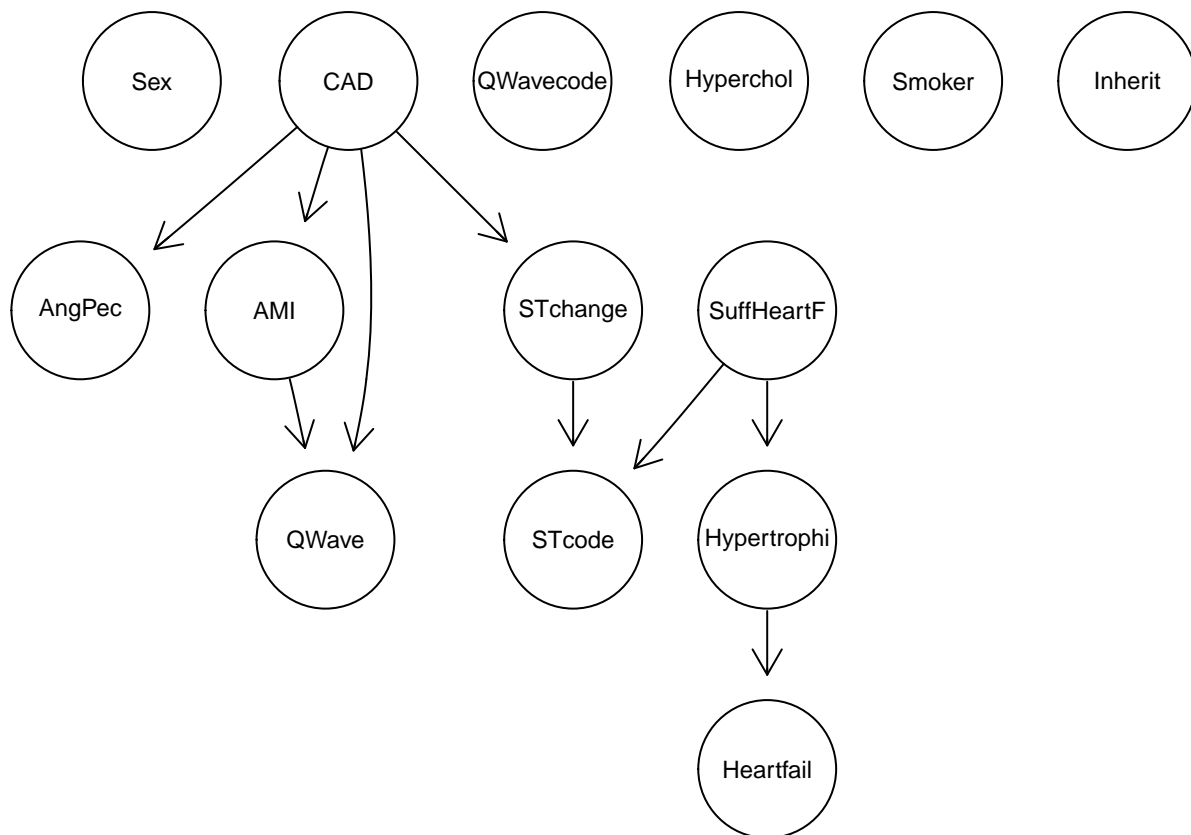 Sex
CAD
QWavecode
Hyperchol
Smoker
Inherit
AngPec
AMI
STchange
SuffHeartF
QWave
STcode
Hypertrophi
Heartfail